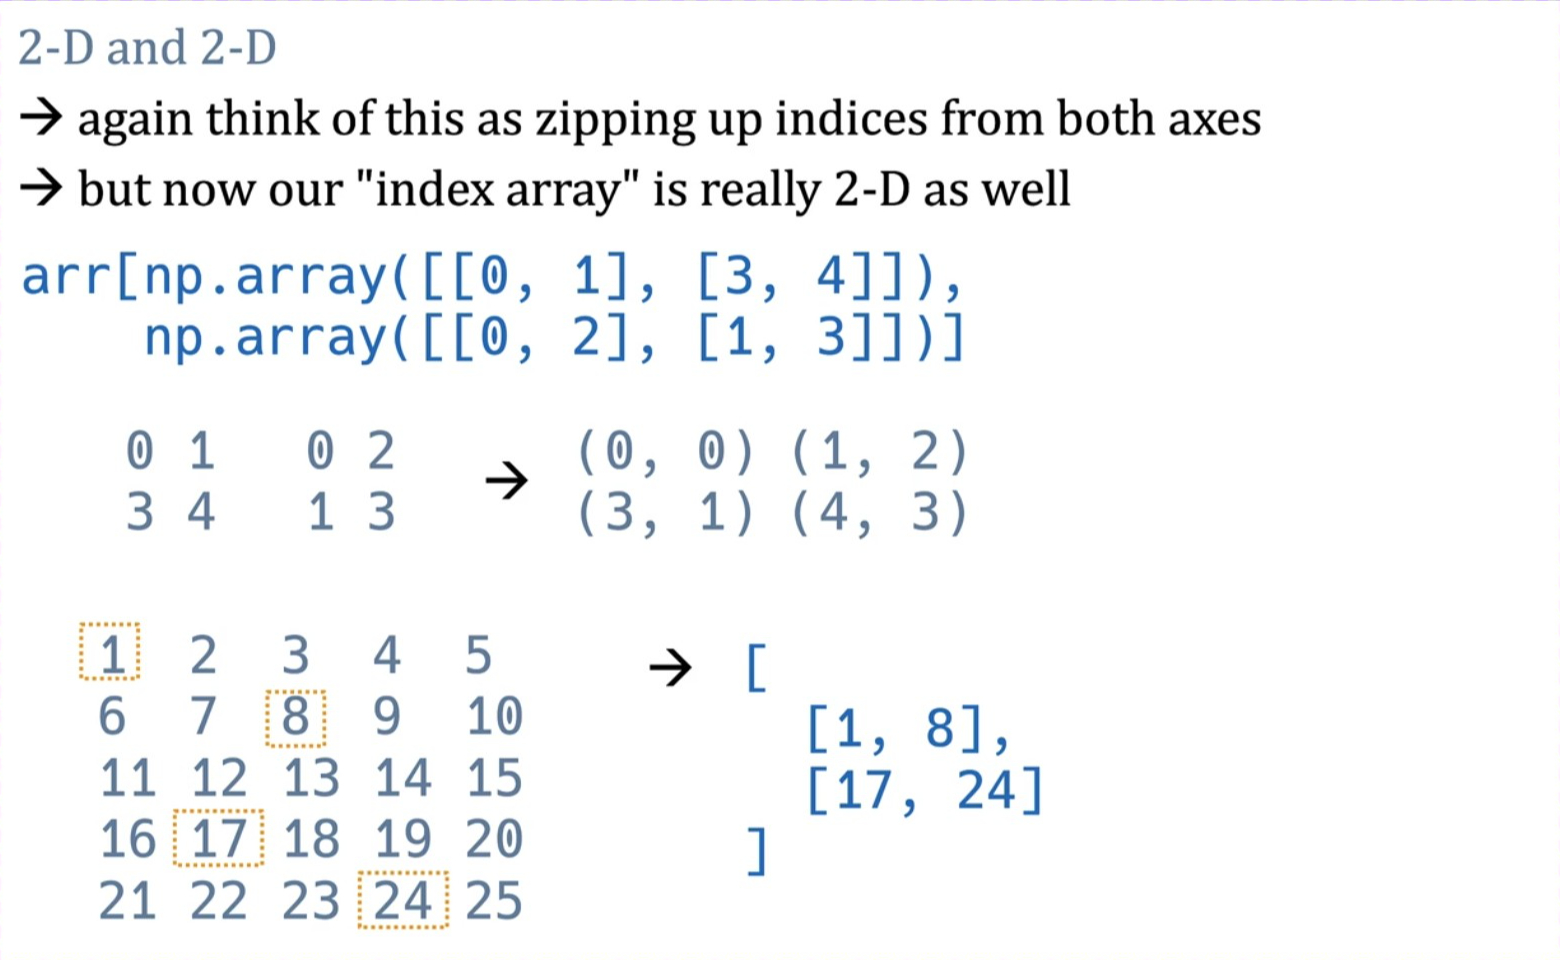 2-D and 2-D
→ again think of this as zipping up indices from both axes
→ but now our "index array" is really 2-D as well
arr[np.array([[0, 1], [3, 4]]),
np.array([[0, 2], [1, 3]])]
0 1 0 2 → (0, 0) (1, 2)
3 4 1 3 (3, 1) (4, 3)
1 2 3 4 5 → [
6 7 8 9 10 [1, 8],
11 12 13 14 15 [17, 24]
16 17 18 19 20 ]
21 22 23 24 25